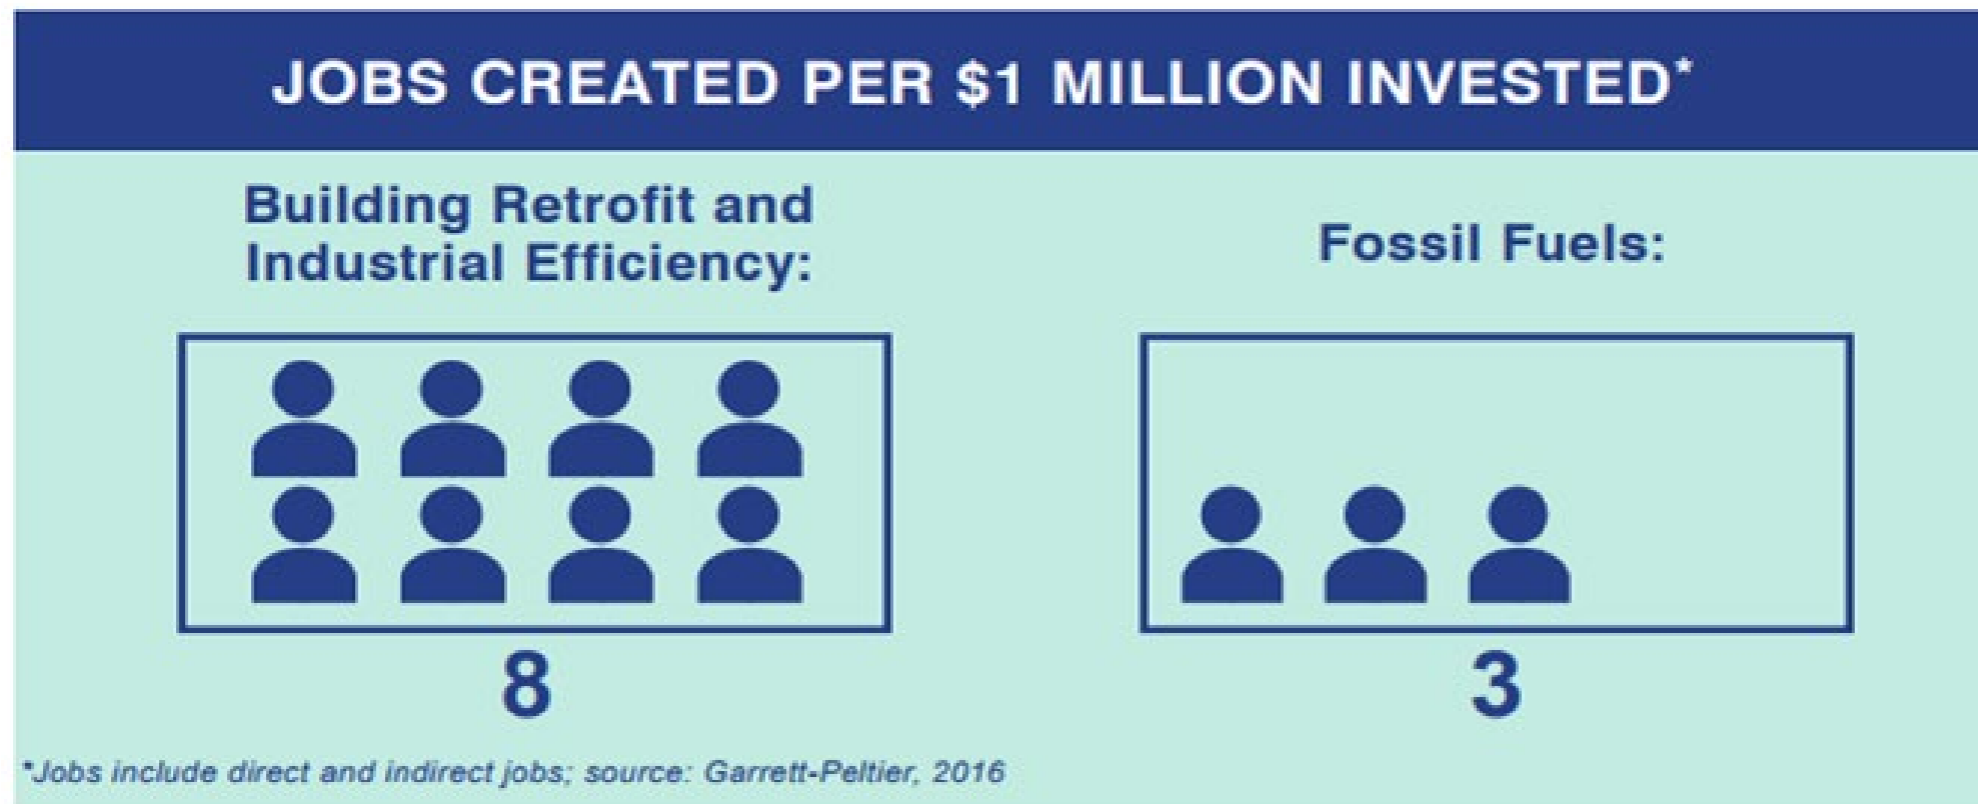 JOBS CREATED PER $1 MILLION INVESTED*
Building Retrofit and
Industrial Efficiency:
Fossil Fuels:
8
3
*Jobs include direct and indirect jobs; source: Garrett-Peltier, 2016